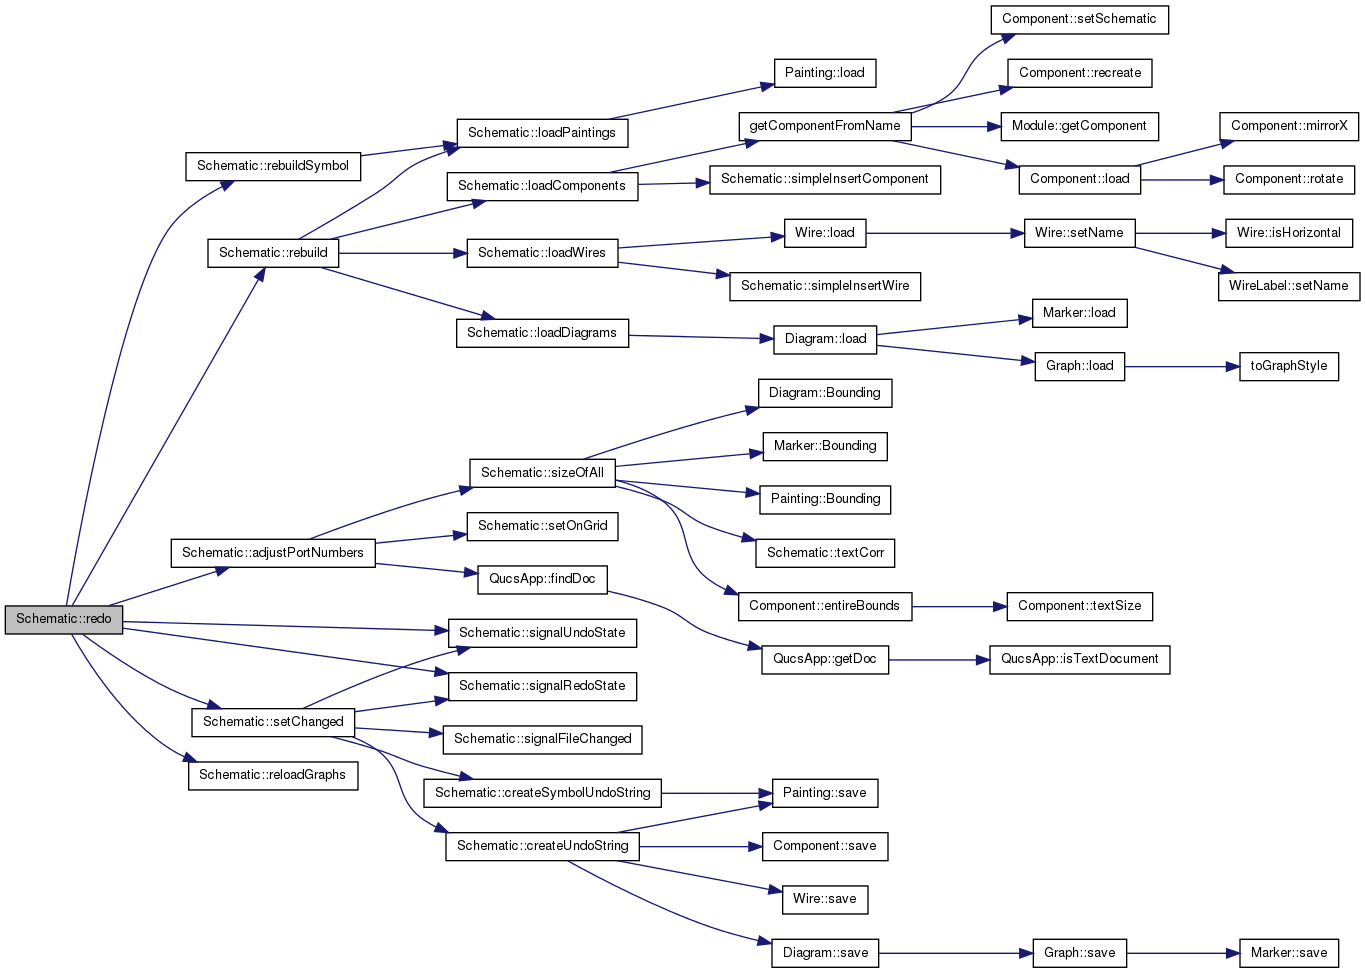 Component::setSchematic
Painting::load
Component::recreate
Schematic::loadPaintings
getComponentFromName
Module::getComponent
Component::mirrorX
Schematic::rebuildSymbol
Schematic::loadComponents
Schematic::simpleInsertComponent
Component::load
Component::rotate
Schematic::rebuild
Schematic::loadWires
Wire::load
Wire::setName
Wire::isHorizontal
Schematic::simpleInsertWire
WireLabel::setName
Schematic::loadDiagrams
Diagram::load
Marker::load
Graph::load
toGraphStyle
Diagram::Bounding
Marker::Bounding
Schematic::sizeOfAll
Painting::Bounding
Schematic::setOnGrid
Schematic::adjustPortNumbers
Schematic::textCorr
QucsApp::findDoc
Component::entireBounds
Component::textSize
Schematic::redo
Schematic::signalUndoState
QucsApp::getDoc
QucsApp::isTextDocument
Schematic::signalRedoState
Schematic::setChanged
Schematic::signalFileChanged
Schematic::reloadGraphs
Schematic::createSymbolUndoString
Painting::save
Schematic::createUndoString
Component::save
Wire::save
Diagram::save
Graph::save
Marker::save